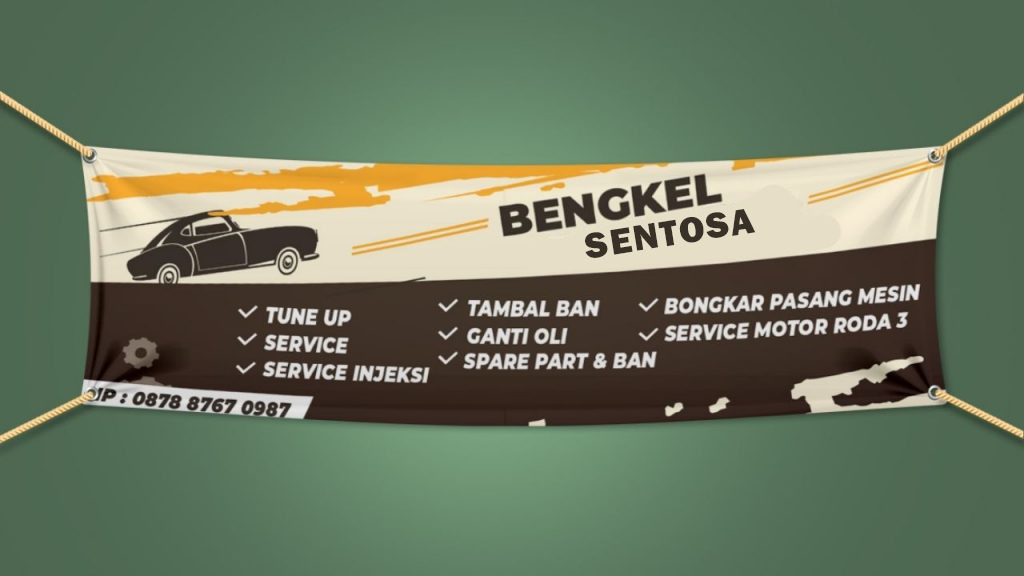 BENGKEL
SENTOSA
TUNE UP
SERVICE
SERVICE INJEKSI
TAMBAL BAN
GANTI OLI
SPARE PART & BAN
BONGKAR PASANG MESIN
SERVICE MOTOR RODA 3
: 0878 8767 0987